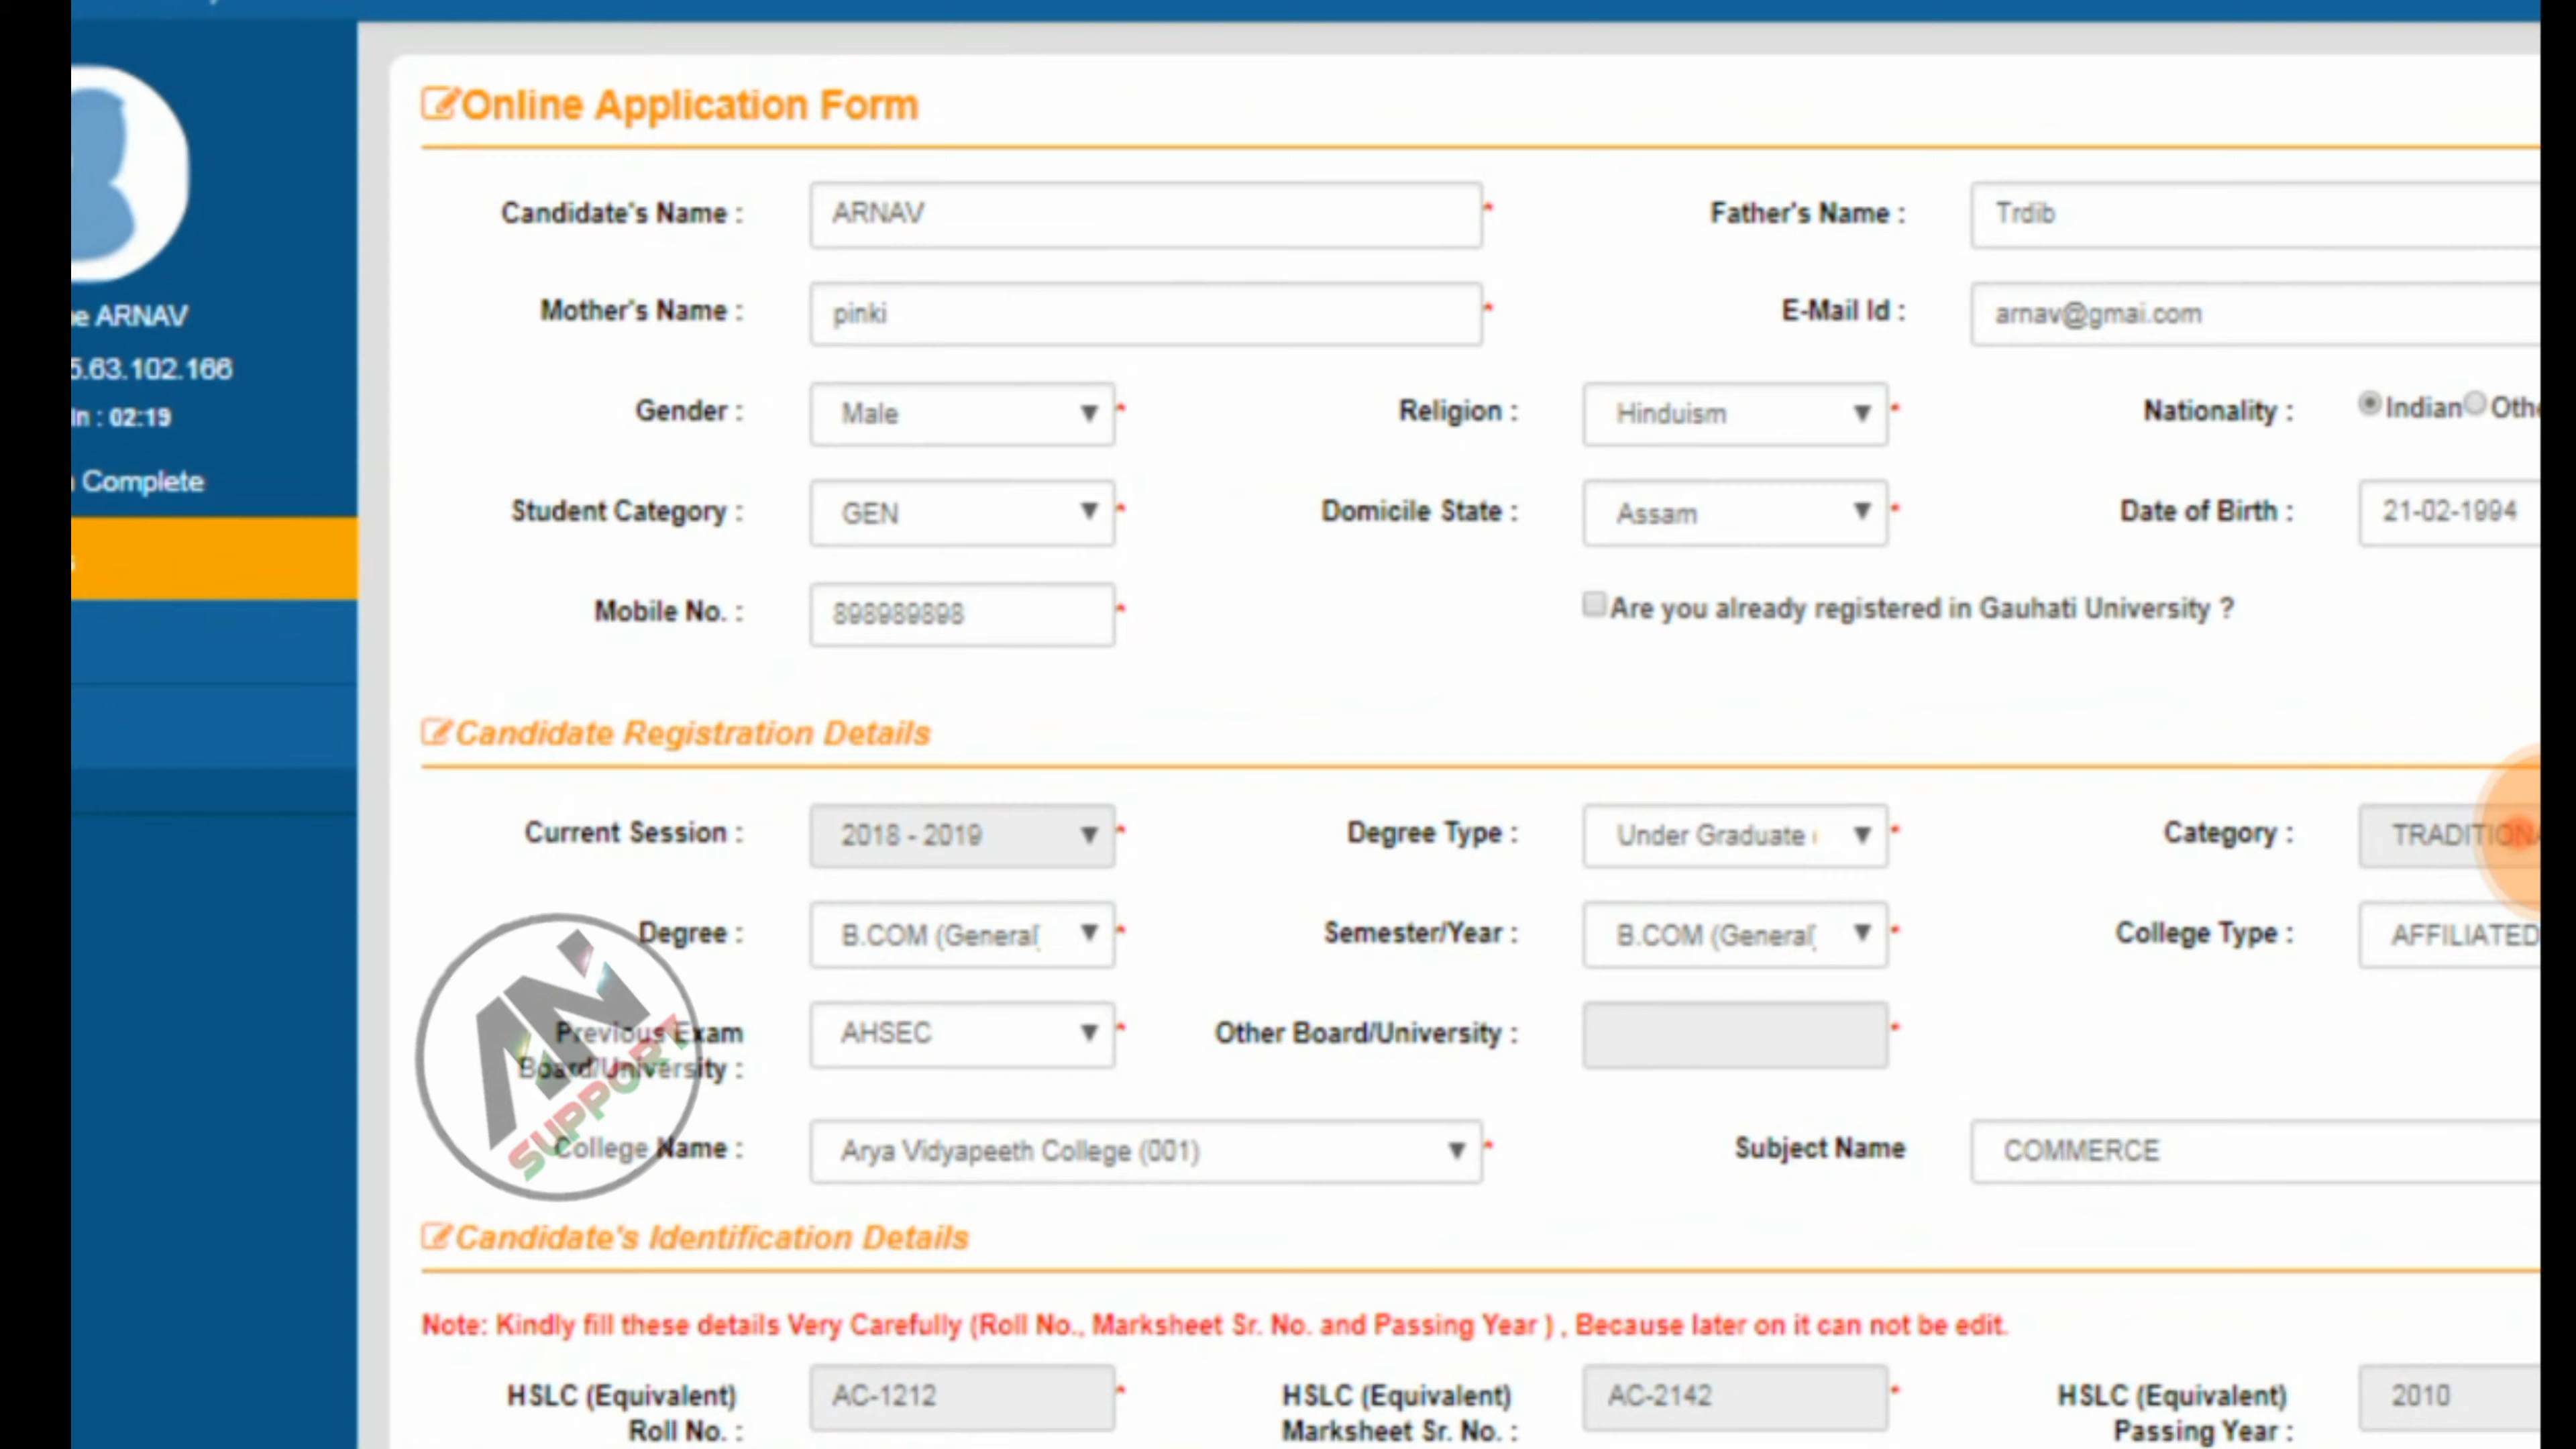 Online Application Form
Candidate's Name : ARNAV * Father's Name : Trdib
Mother's Name : pinki * E-Mail Id : arnav@gmai.com
ARNAV
5.63.102.166
In : 02:19
Complete
Gender : Male * Religion : Hinduism * Nationality : Indian
Student Category : GEN * Domicile State : Assam * Date of Birth : 21-02-1994
Mobile No. : 898989898 * Are you already registered in Gauhati University ?
Candidate Registration Details
Current Session : 2018 - 2019 * Degree Type : Under Graduate * Category :
Degree : B.COM (General * Semester/Year : B.COM (General * College Type : AFFILIATED
Previous Exam Board/University : AHSEC * Other Board/University : *
College Name : Arya Vidyapeeth College (001) * Subject Name COMMERCE
AN
SUPPORT
Candidate's Identification Details
Note: Kindly fill these details Very Carefully (Roll No., Marksheet Sr. No. and Passing Year ) , Because later on it can not be edit.
HSLC (Equivalent) Roll No. : AC-1212 * HSLC (Equivalent) Marksheet Sr. No. : AC-2142 * HSLC (Equivalent) Passing Year : 2010